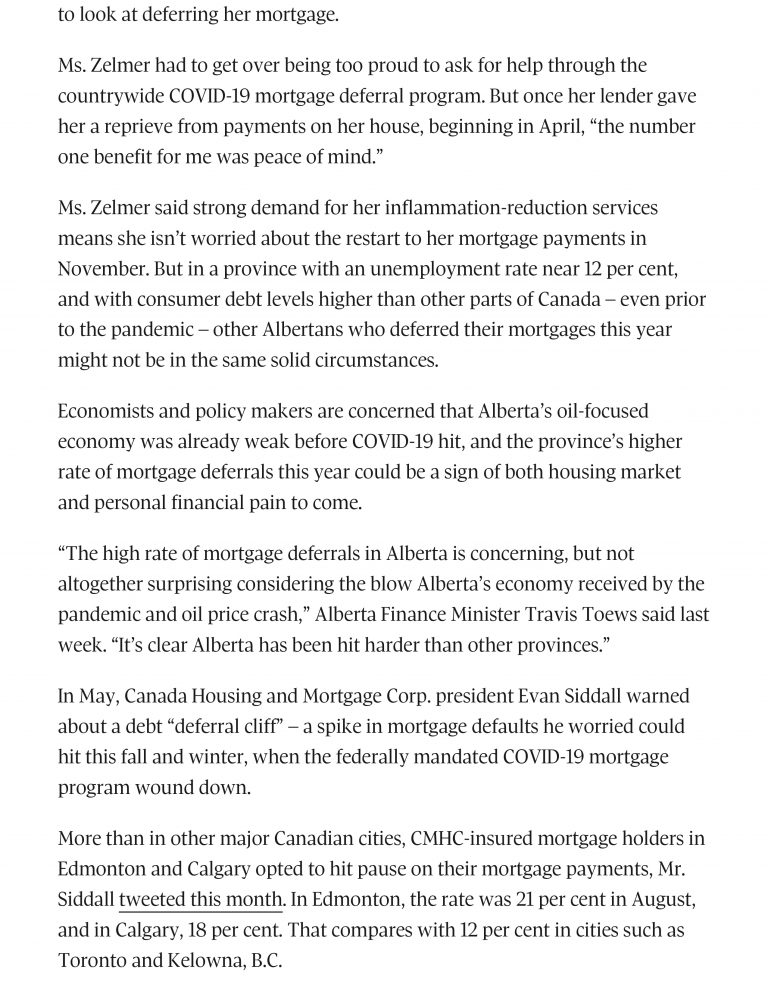 to look at deferring her mortgage.
Ms. Zelmer had to get over being too proud to ask for help through the
countrywide COVID-19 mortgage deferral program. But once her lender gave
her a reprieve from payments on her house, beginning in April, “the number
one benefit for me was peace of mind.”
Ms. Zelmer said strong demand for her inflammation-reduction services
means she isn’t worried about the restart to her mortgage payments in
November. But in a province with an unemployment rate near 12 per cent,
and with consumer debt levels higher than other parts of Canada – even prior
to the pandemic – other Albertans who deferred their mortgages this year
might not be in the same solid circumstances.
Economists and policy makers are concerned that Alberta’s oil-focused
economy was already weak before COVID-19 hit, and the province’s higher
rate of mortgage deferrals this year could be a sign of both housing market
and personal financial pain to come.
“The high rate of mortgage deferrals in Alberta is concerning, but not
altogether surprising considering the blow Alberta’s economy received by the
pandemic and oil price crash,” Alberta Finance Minister Travis Toews said last
week. “It’s clear Alberta has been hit harder than other provinces.”
In May, Canada Housing and Mortgage Corp. president Evan Siddall warned
about a debt “deferral cliff” – a spike in mortgage defaults he worried could
hit this fall and winter, when the federally mandated COVID-19 mortgage
program wound down.
More than in other major Canadian cities, CMHC-insured mortgage holders in
Edmonton and Calgary opted to hit pause on their mortgage payments, Mr.
Siddall tweeted this month. In Edmonton, the rate was 21 per cent in August,
and in Calgary, 18 per cent. That compares with 12 per cent in cities such as
Toronto and Kelowna, B.C.